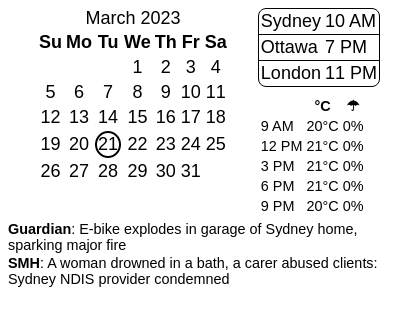 March 2023
Su Mo Tu We Th Fr Sa
1 2 3 4
5 6 7 8 9 10 11
12 13 14 15 16 17 18
19 20 21 22 23 24 25
26 27 28 29 30 31
Sydney 10 AM
Ottawa 7 PM
London 11 PM
°C ☂
9 AM 20°C 0%
12 PM 21°C 0%
3 PM 21°C 0%
6 PM 21°C 0%
9 PM 20°C 0%
Guardian: E-bike explodes in garage of Sydney home,
sparking major fire
SMH: A woman drowned in a bath, a carer abused clients:
Sydney NDIS provider condemned